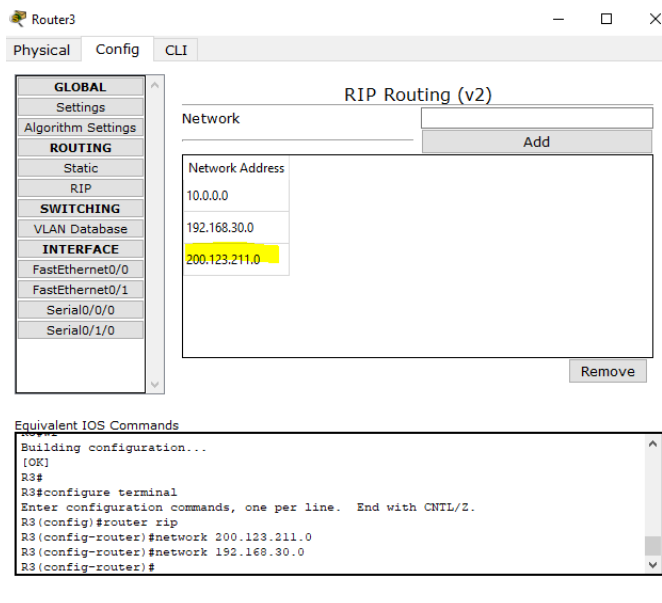 Router3
Physical Config CLI
GLOBAL
Settings
Algorithm Settings
ROUTING
Static
RIP
SWITCHING
VLAN Database
INTERFACE
FastEthernet0/0
FastEthernet0/1
Serial0/0/0
Serial0/1/0
RIP Routing (v2)
Network
Add
Network Address
10.0.0.0
192.168.30.0
200.123.211.0
Remove
Equivalent IOS Commands
Building configuration...
[OK]
R3#
R3#configure terminal
Enter configuration commands, one per line. End with CNTL/Z.
R3(config)#router rip
R3(config-router)#network 200.123.211.0
R3(config-router)#network 192.168.30.0
R3(config-router)#